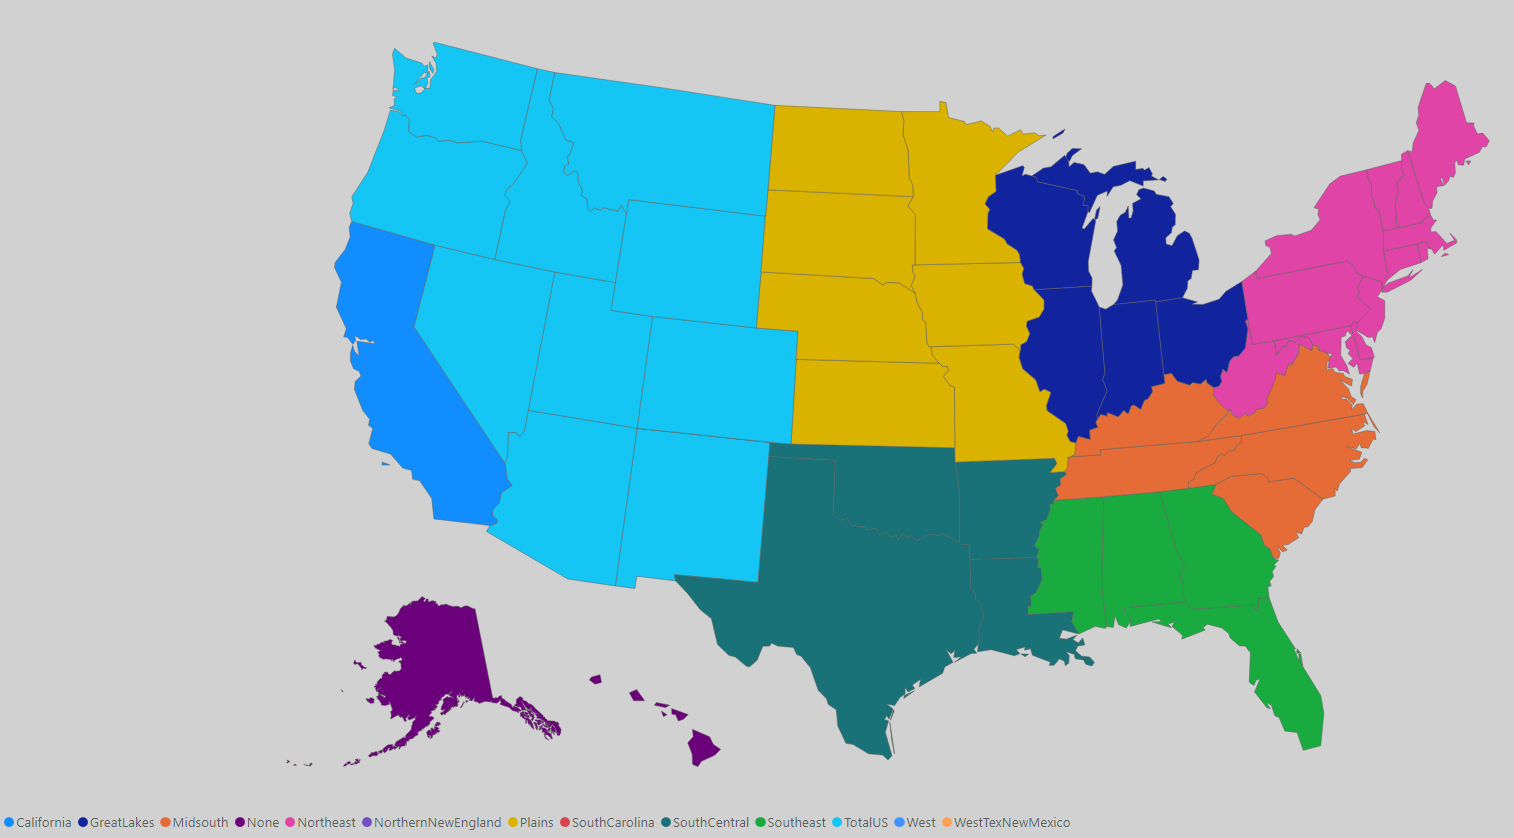 California GreatLakes Midsouth None Northeast NorthernNewEngland Plains SouthCarolina SouthCentral Southeast TotalUS West WestTexNewMexico